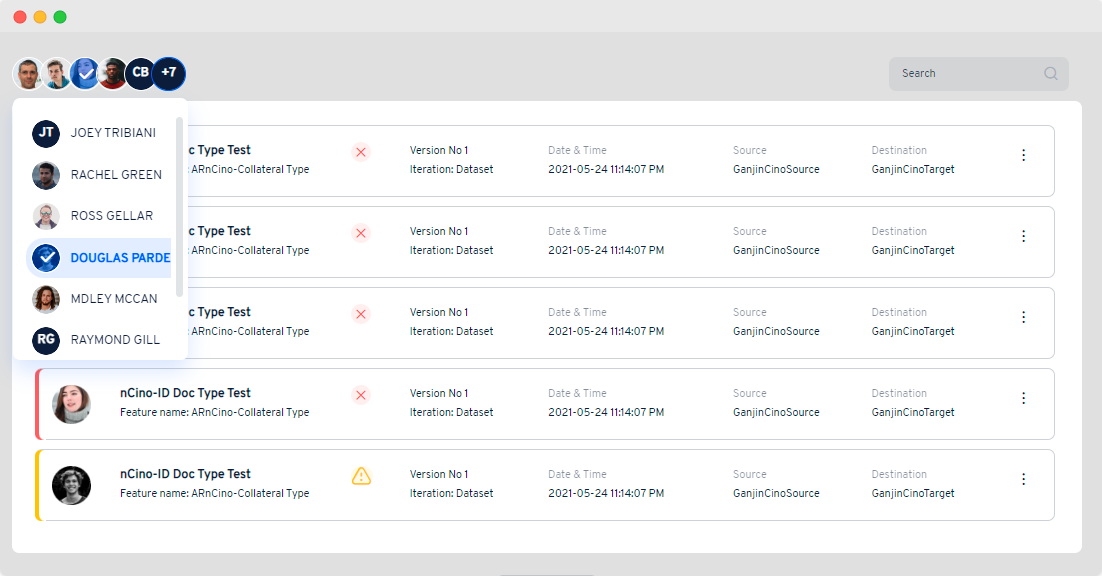 CB
+7
Search
JT JOEY TRIBIANI
RACHEL GREEN
ROSS GELLAR
DOUGLAS PARDE
MDLEY MCCAN
RG RAYMOND GILL
c Type Test
: ARnCino-Collateral Type
Version No 1
Iteration: Dataset
Date & Time
2021-05-24 11:14:07 PM
Source
GanjinCinoSource
Destination
GanjinCinoTarget
c Type Test
: ARnCino-Collateral Type
Version No 1
Iteration: Dataset
Date & Time
2021-05-24 11:14:07 PM
Source
GanjinCinoSource
Destination
GanjinCinoTarget
c Type Test
: ARnCino-Collateral Type
Version No 1
Iteration: Dataset
Date & Time
2021-05-24 11:14:07 PM
Source
GanjinCinoSource
Destination
GanjinCinoTarget
nCino-ID Doc Type Test
Feature name: ARnCino-Collateral Type
Version No 1
Iteration: Dataset
Date & Time
2021-05-24 11:14:07 PM
Source
GanjinCinoSource
Destination
GanjinCinoTarget
nCino-ID Doc Type Test
Feature name: ARnCino-Collateral Type
Version No 1
Iteration: Dataset
Date & Time
2021-05-24 11:14:07 PM
Source
GanjinCinoSource
Destination
GanjinCinoTarget